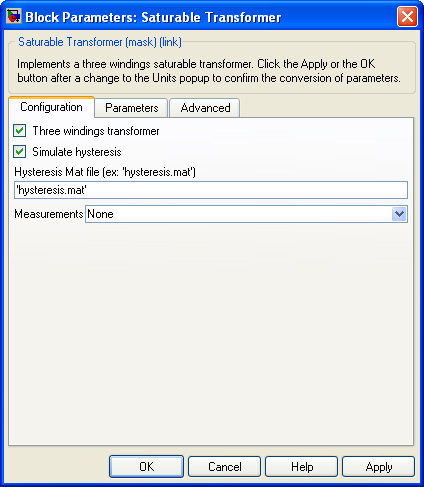 Block Parameters: Saturable Transformer
Saturable Transformer (mask) (link)
Implements a three windings saturable transformer. Click the Apply or the OK
button after a change to the Units popup to confirm the conversion of parameters.
Configuration Parameters Advanced
Three windings transformer
Simulate hysteresis
Hysteresis Mat file (ex: 'hysteresis.mat')
'hysteresis.mat'
Measurements None
OK Cancel Help Apply